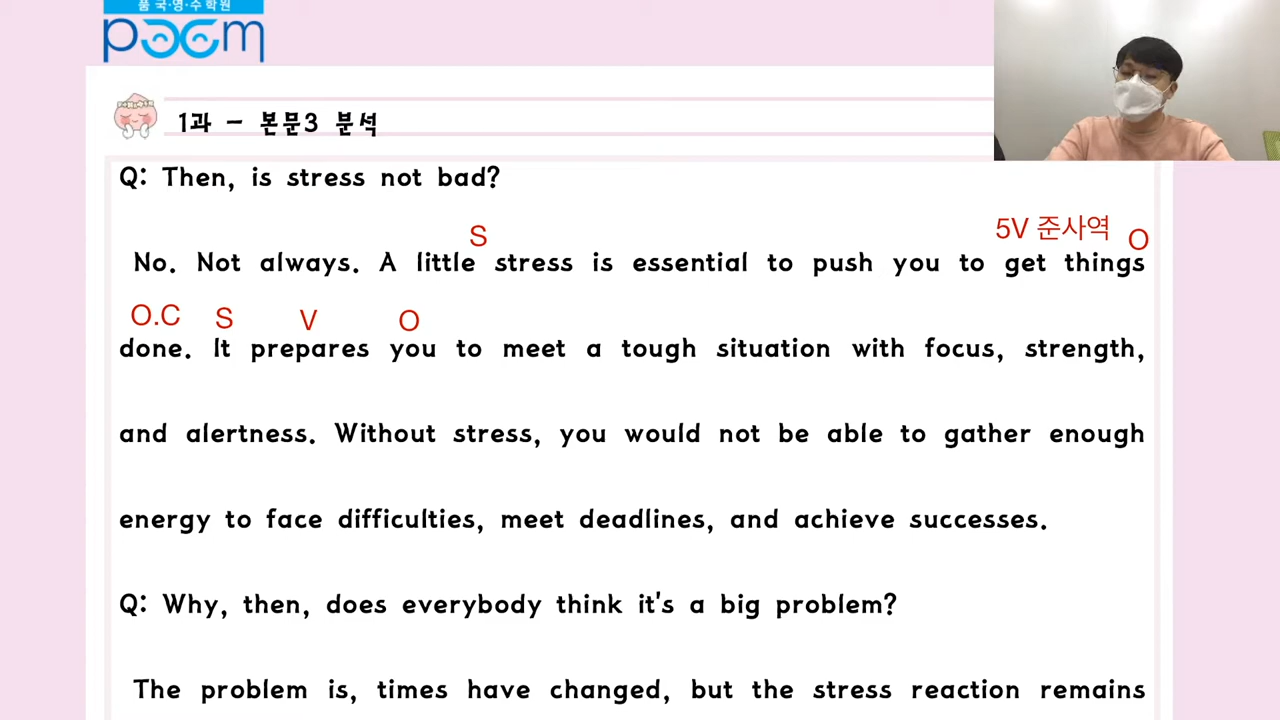 품 국·영·수 학원
poem
1과 - 본문3 분석
Q: Then, is stress not bad?
S 5V 준사역 O
No. Not always. A little stress is essential to push you to get things
O.C S V O
done. It prepares you to meet a tough situation with focus, strength,
and alertness. Without stress, you would not be able to gather enough
energy to face difficulties, meet deadlines, and achieve successes.
Q: Why, then, does everybody think it's a big problem?
The problem is, times have changed, but the stress reaction remains